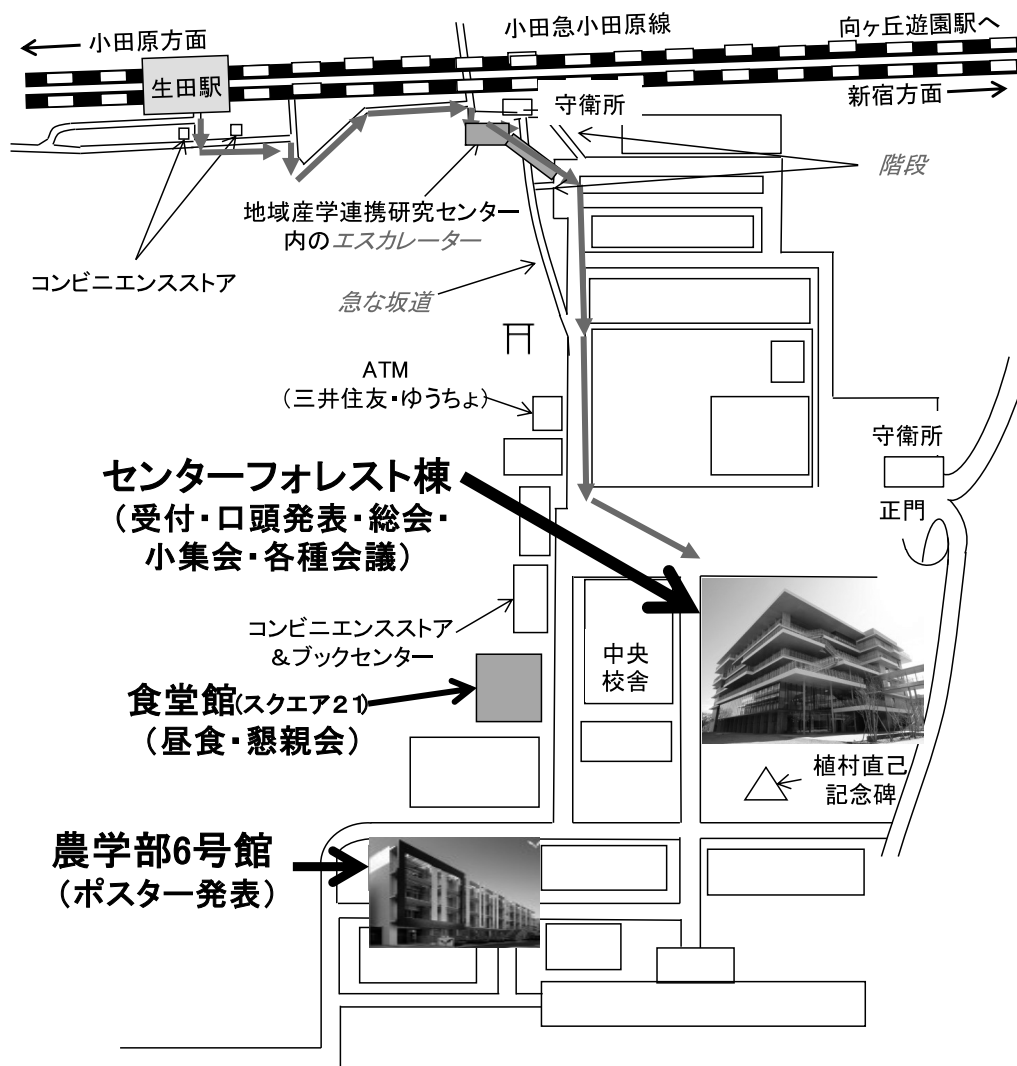 小田原方面
小田急小田原線
向ヶ丘遊園駅へ
生田駅
守衛所
新宿方面
階段
地域産学連携研究センター
内のエスカレーター
コンビニエンスストア
急な坂道
ATM
（三井住友・ゆうちょ）
守衛所
センターフォレスト棟
（受付・口頭発表・総会・
小集会・各種会議）
正門
コンビニエンスストア
＆ブックセンター
中央
校舎
食堂館(スクエア21)
（昼食・懇親会）
植村直己
記念碑
農学部6号館
（ポスター発表）